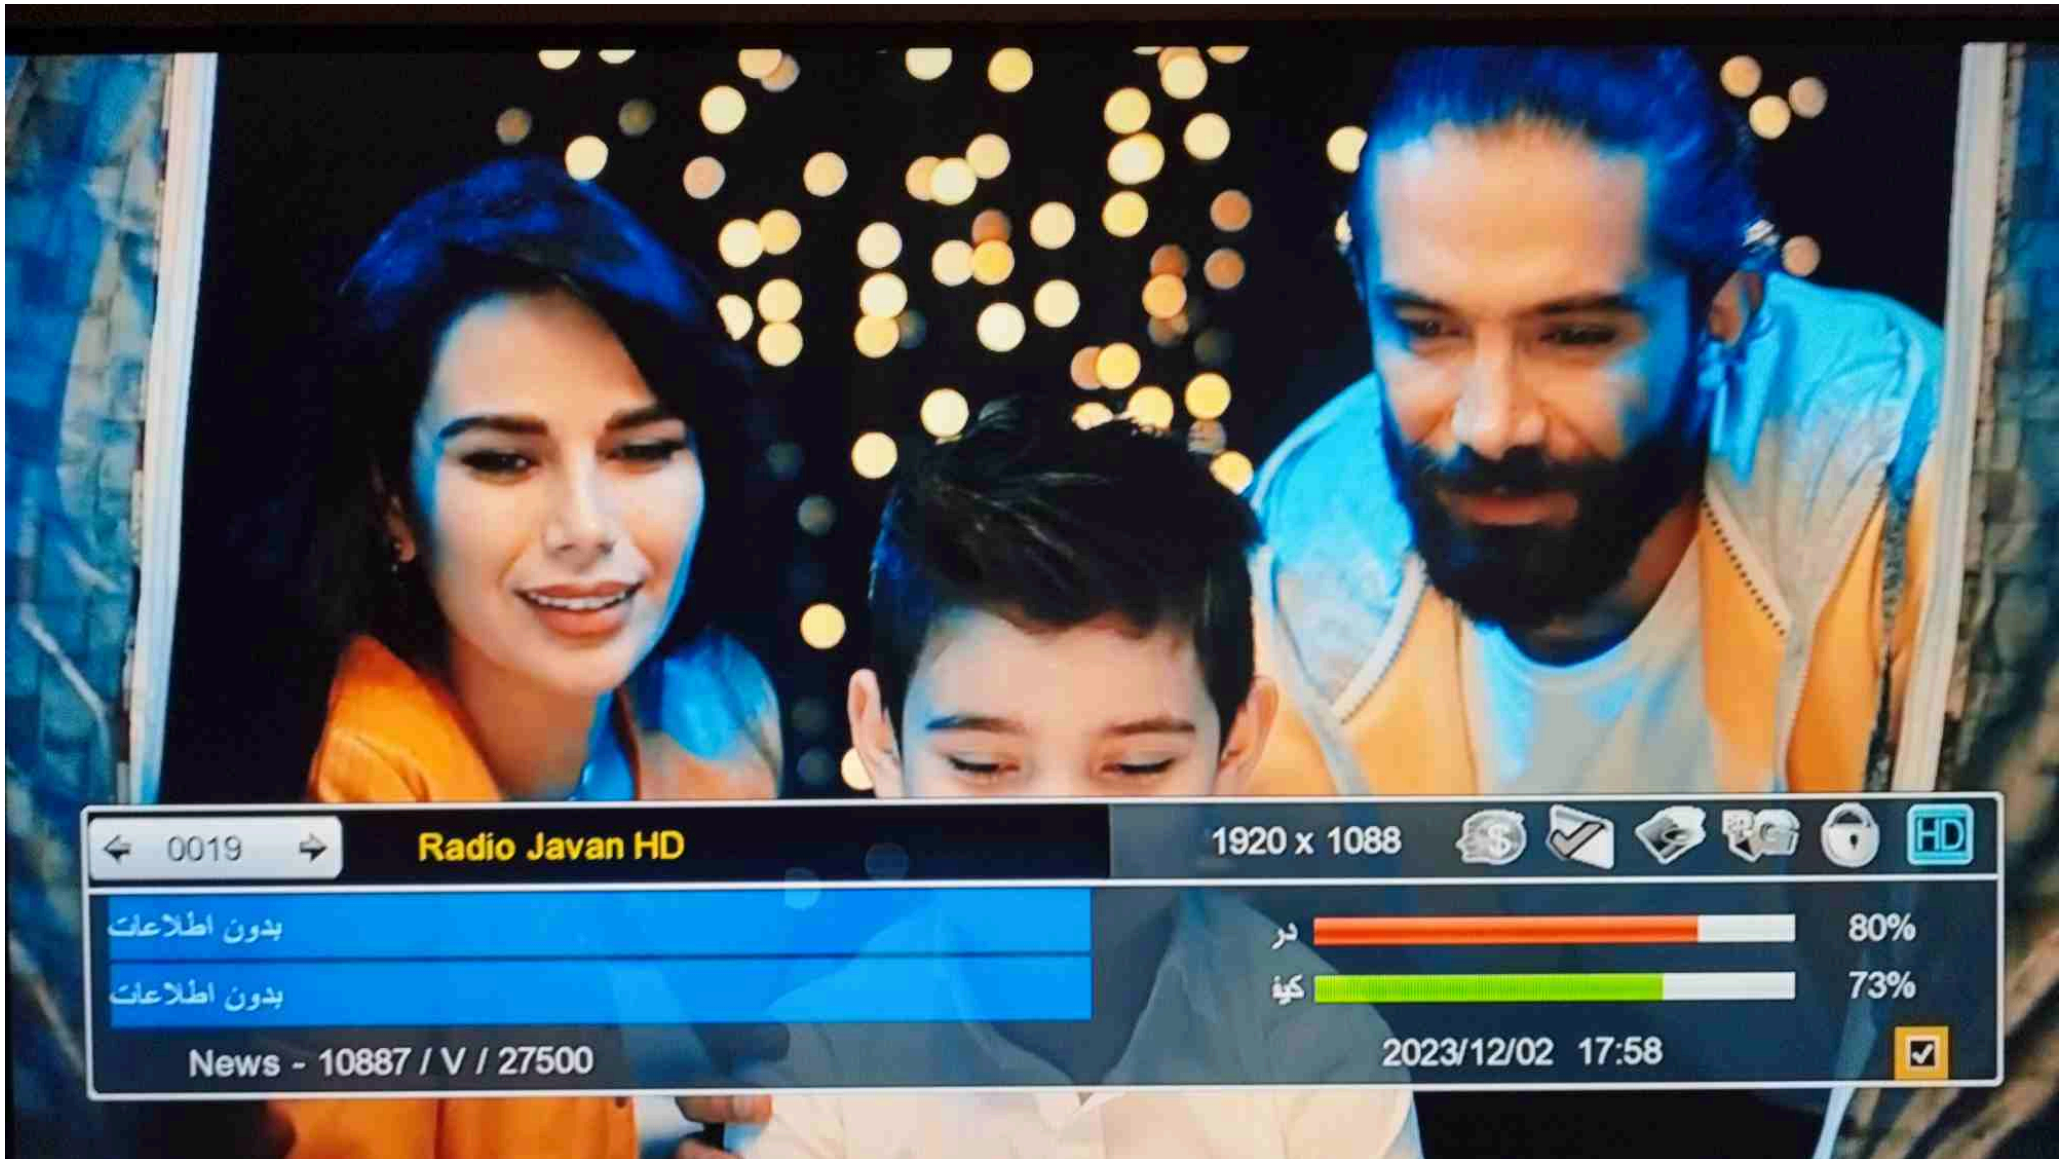 0019
Radio Javan HD
1920 x 1088
HD
بدون اطلاعات
در
80%
بدون اطلاعات
كيف
73%
News - 10887 / V / 27500
2023/12/02 17:58